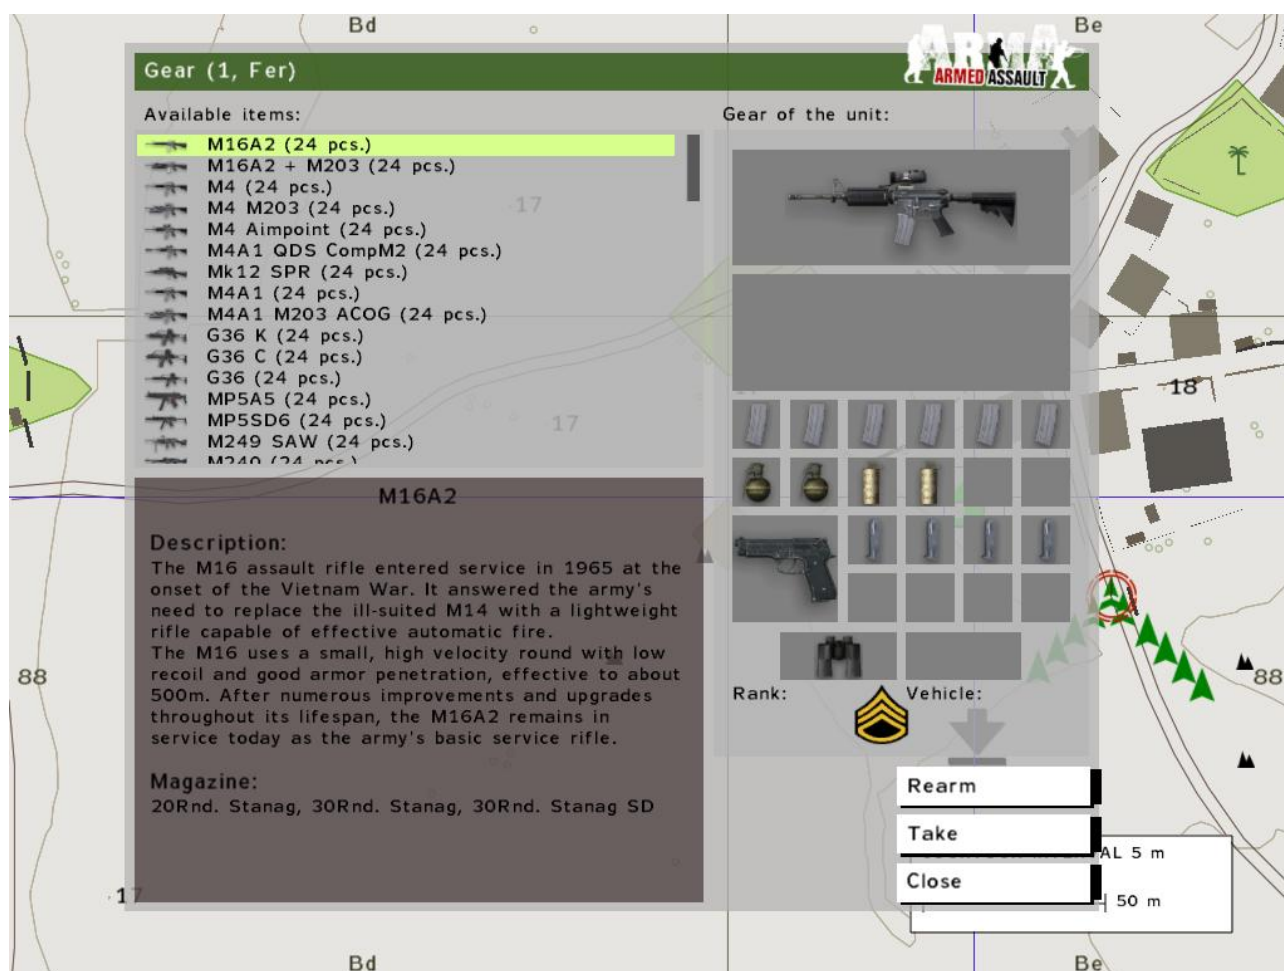 Bd
Be
Gear (1, Fer)
ARMA
ARMED ASSAULT
Available items:
Gear of the unit:
M16A2 (24 pcs.)
M16A2 + M203 (24 pcs.)
M4 (24 pcs.)
M4 M203 (24 pcs.)
M4 Aimpoint (24 pcs.)
M4A1 QDS CompM2 (24 pcs.)
Mk12 SPR (24 pcs.)
M4A1 (24 pcs.)
M4A1 M203 ACOG (24 pcs.)
G36 K (24 pcs.)
G36 C (24 pcs.)
G36 (24 pcs.)
MP5A5 (24 pcs.)
MP5SD6 (24 pcs.)
M249 SAW (24 pcs.)
M240 (24 pcs.)
17
17
18
M16A2
Description:
The M16 assault rifle entered service in 1965 at the
onset of the Vietnam War. It answered the army's
need to replace the ill-suited M14 with a lightweight
rifle capable of effective automatic fire.
The M16 uses a small, high velocity round with low
recoil and good armor penetration, effective to about
500m. After numerous improvements and upgrades
throughout its lifespan, the M16A2 remains in
service today as the army's basic service rifle.
Magazine:
20Rnd. Stanag, 30Rnd. Stanag, 30Rnd. Stanag SD
88
88
Rank:
Vehicle:
Rearm
Take
Close
AL 5 m
50 m
17
Bd
Be